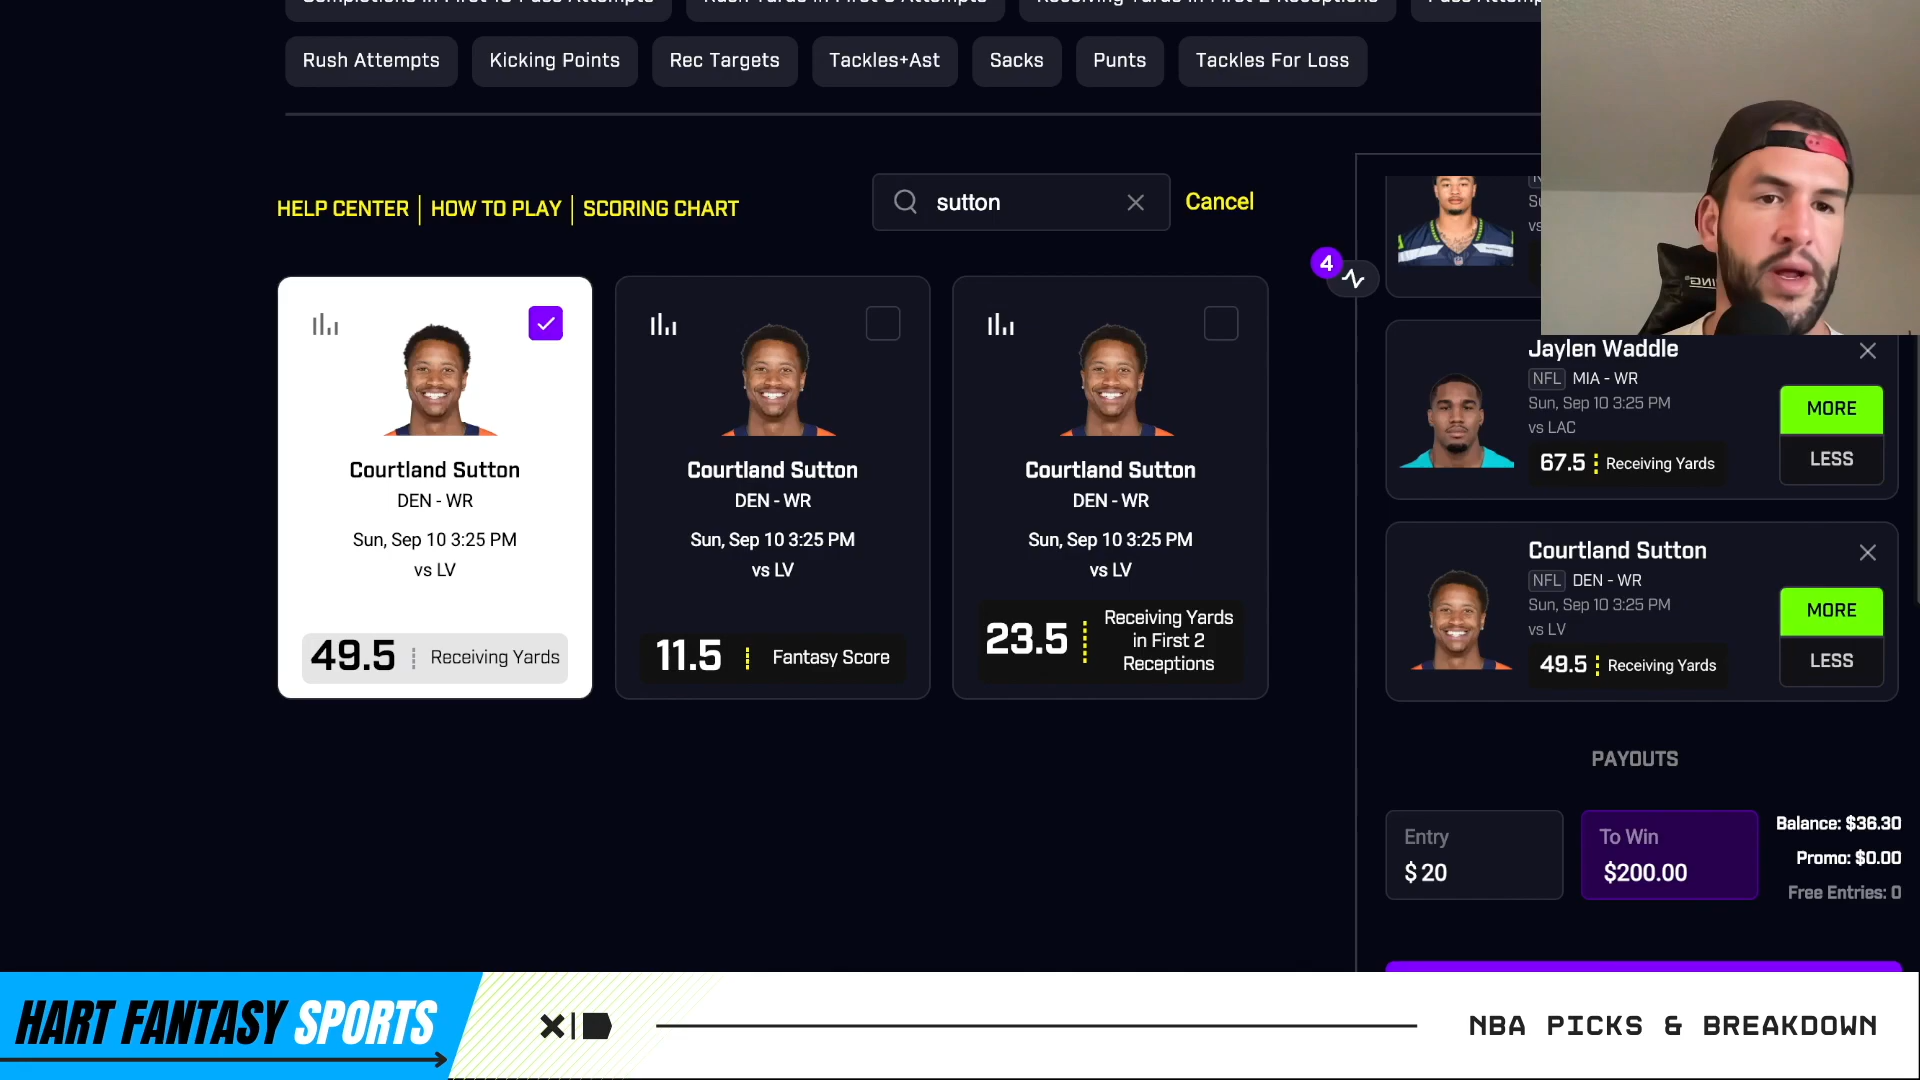 Rush Attempts
Kicking Points
Rec Targets
Tackles+Ast
Sacks
Punts
Tackles For Loss
HELP CENTER
HOW TO PLAY
SCORING CHART
sutton
Cancel
Courtland Sutton
DEN - WR
Sun, Sep 10 3:25 PM
vs LV
49.5 Receiving Yards
Courtland Sutton
DEN - WR
Sun, Sep 10 3:25 PM
vs LV
11.5 Fantasy Score
Courtland Sutton
DEN - WR
Sun, Sep 10 3:25 PM
vs LV
23.5 Receiving Yards
in First 2
Receptions
4
Jaylen Waddle
NFL MIA - WR
Sun, Sep 10 3:25 PM
vs LAC
67.5 Receiving Yards
MORE
LESS
Courtland Sutton
NFL DEN - WR
Sun, Sep 10 3:25 PM
vs LV
49.5 Receiving Yards
MORE
LESS
PAYOUTS
Entry
$ 20
To Win
$200.00
Balance: $36.30
Promo: $0.00
Free Entries: 0
HART FANTASY SPORTS
NBA PICKS & BREAKDOWN